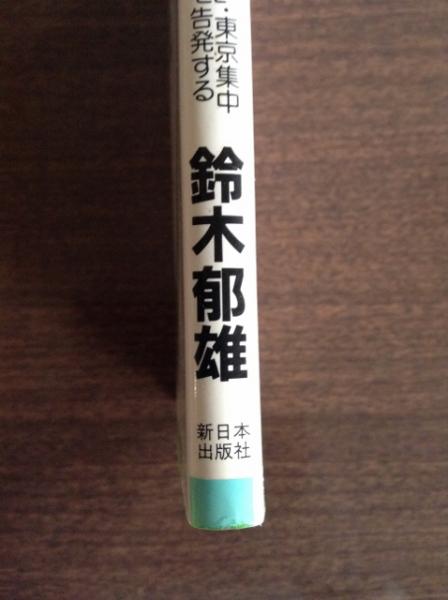 ・東京集中
告発する
鈴木郁雄
新日本
出版社